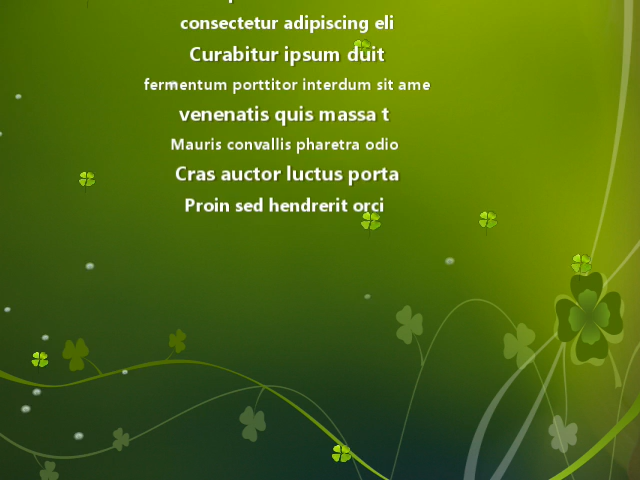 consectetur adipiscing eli
Curabitur ipsum duit
fermentum porttitor interdum sit ame
venenatis quis massa t
Mauris convallis pharetra odio
Cras auctor luctus porta
Proin sed hendrerit orci